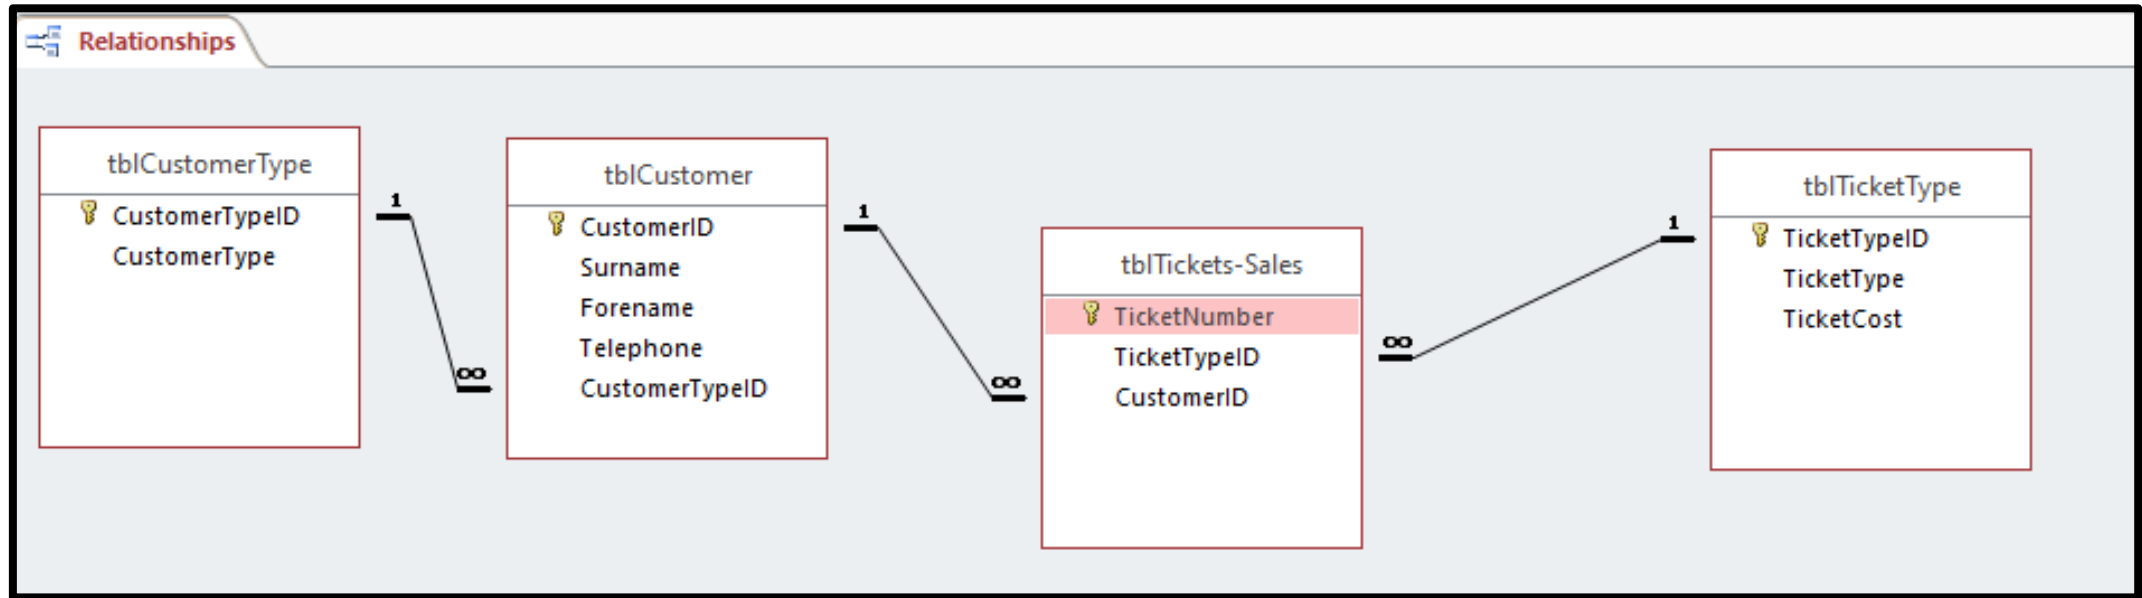 Relationships
tblCustomerType
CustomerTypeID
CustomerType
1
∞
tblCustomer
CustomerID
Surname
Forename
Telephone
CustomerTypeID
1
∞
tblTickets-Sales
TicketNumber
TicketTypeID
CustomerID
∞
1
tblTicketType
TicketTypeID
TicketType
TicketCost